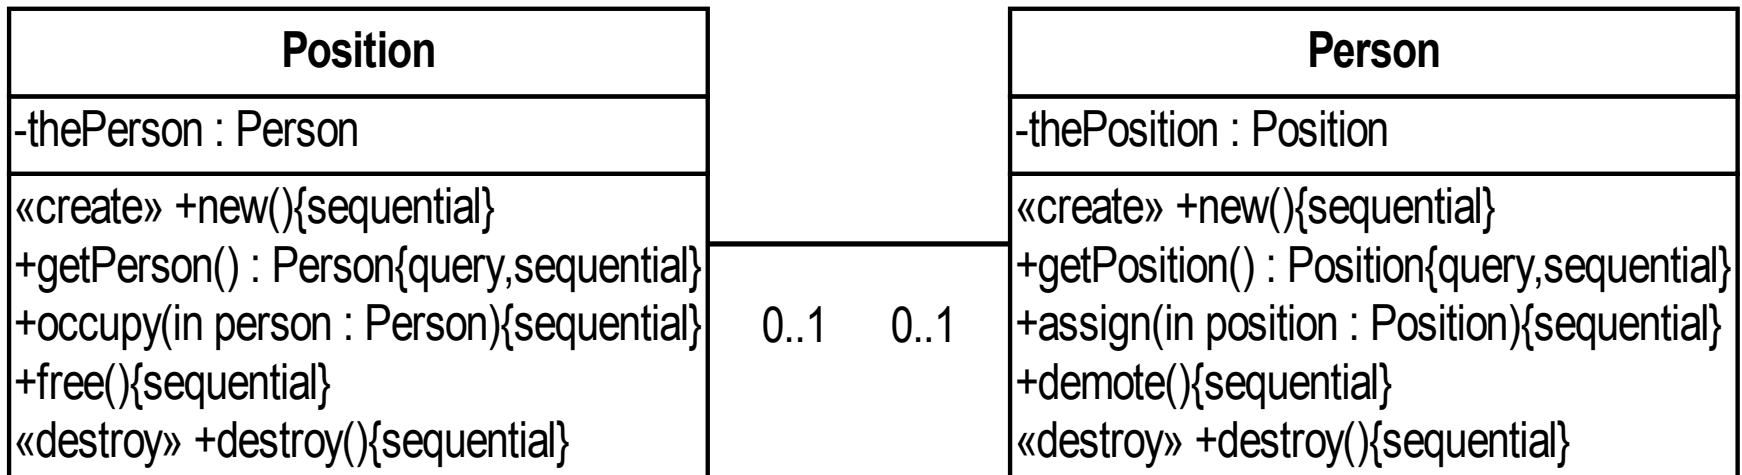 Position
-thePerson : Person
«create» +new(){sequential}
+getPerson() : Person{query,sequential}
+occupy(in person : Person){sequential}
+free(){sequential}
«destroy» +destroy(){sequential}
0..1
0..1
Person
-thePosition : Position
«create» +new(){sequential}
+getPosition() : Position{query,sequential}
+assign(in position : Position){sequential}
+demote(){sequential}
«destroy» +destroy(){sequential}